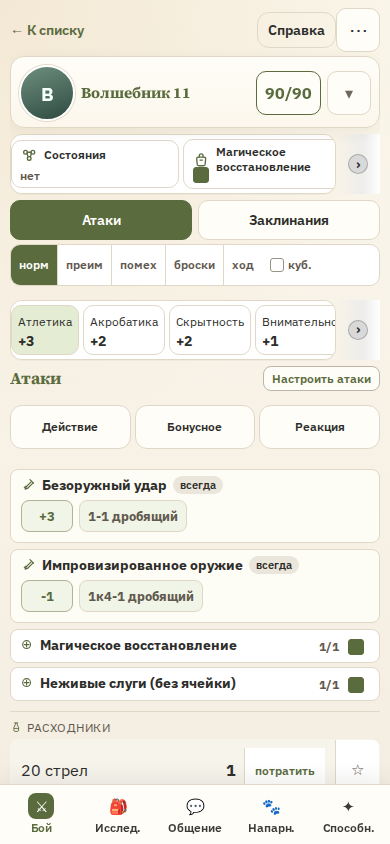 ← К списку
Справка
...
В
Волшебник 11
90/90
▼
Состояния
нет
Магическое
восстановление
›
Атаки
Заклинания
норм
преим
помех
броски
ход
куб.
Атлетика
+3
Акробатика
+2
Скрытность
+2
Внимательно
+1
›
Атаки
Настроить атаки
Действие
Бонусное
Реакция
Безоружный удар
всегда
+3
1-1 дробящий
Импровизированное оружие
всегда
-1
1к4-1 дробящий
Магическое восстановление
1/1
Неживые слуги (без ячейки)
1/1
РАСХОДНИКИ
20 стрел
1
потратить
☆
Бой
Исслед.
Общение
Напарн.
Способн.